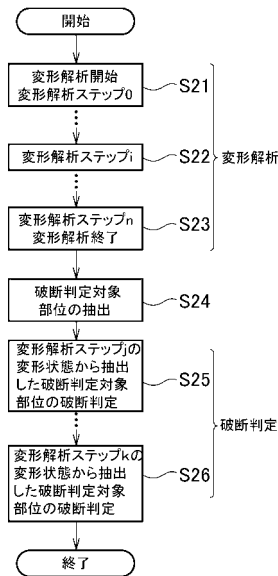 開始
変形解析開始
変形解析ステップ0
S21
変形解析ステップi
S22
変形解析
変形解析ステップn
変形解析終了
S23
破断判定対象
部位の抽出
S24
変形解析ステップjの
変形状態から抽出
した破断判定対象
部位の破断判定
S25
破断判定
変形解析ステップkの
変形状態から抽出
した破断判定対象
部位の破断判定
S26
終了